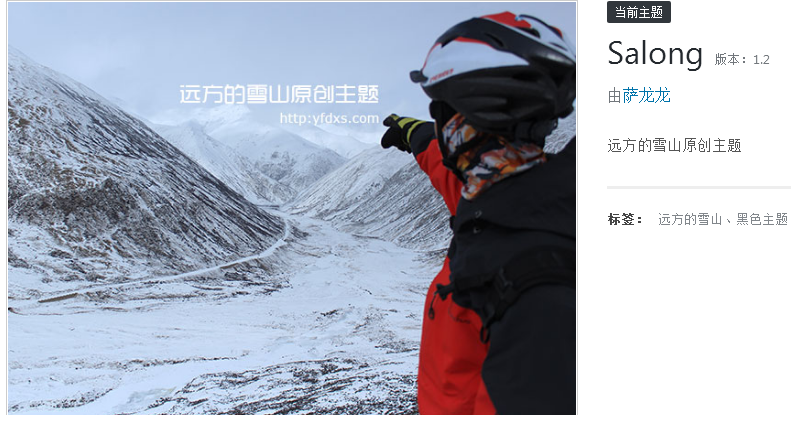 远方的雪山原创主题
http:yfdxs.com
当前主题
Salong 版本：1.2
由萨龙龙
远方的雪山原创主题
标签： 远方的雪山、黑色主题